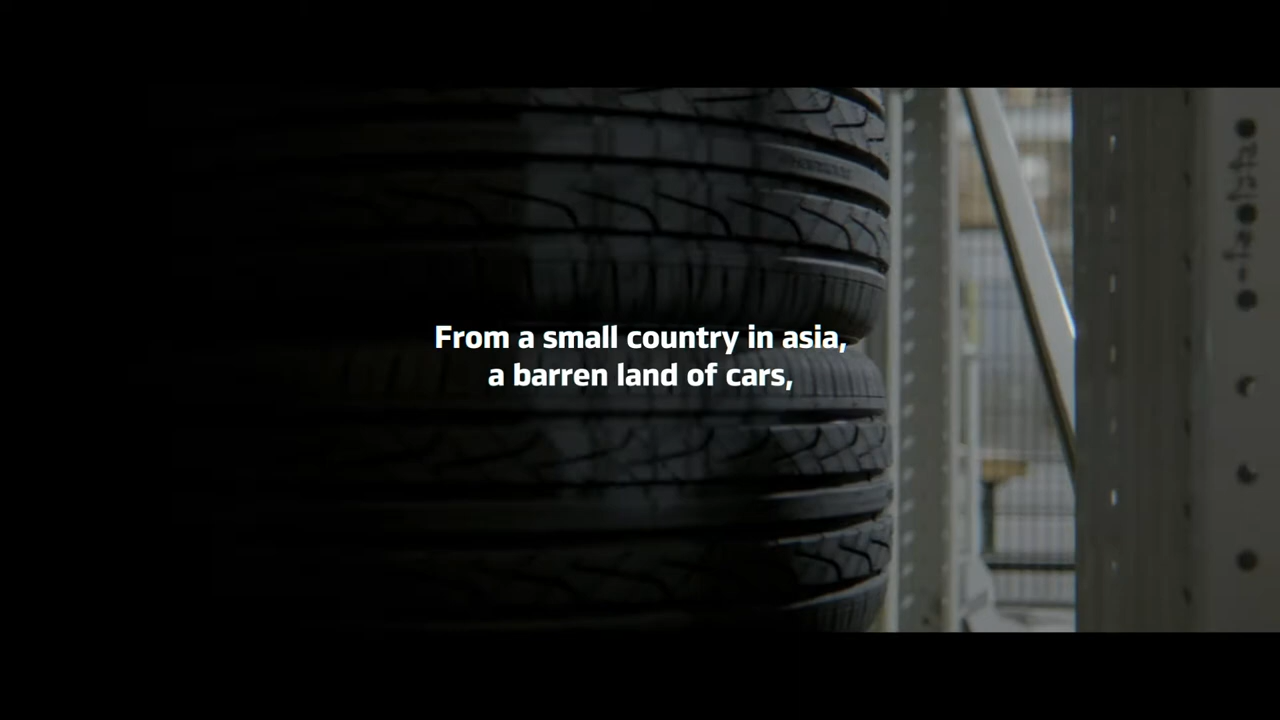 From a small country in asia,
a barren land of cars,